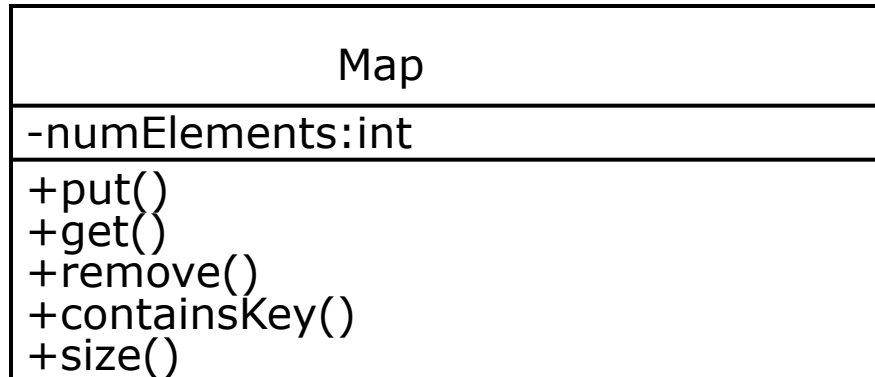 Map
-numElements:int
+put()
+get()
+remove()
+containsKey()
+size()